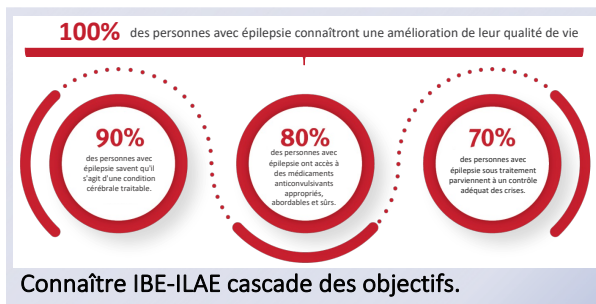 100% des personnes avec épilepsie connaîtront une amélioration de leur qualité de vie
90%
des personnes avec
épilepsie savent qu'il
s'agit d'une condition
cérébrale traitable.
80%
des personnes avec
épilepsie ont accès à
des médicaments
anticonvulsivants
appropriés,
abordables et sûrs.
70%
des personnes avec
épilepsie sous traitement
parviennent à un contrôle
adéquat des crises.
Connaître IBE-ILAE cascade des objectifs.